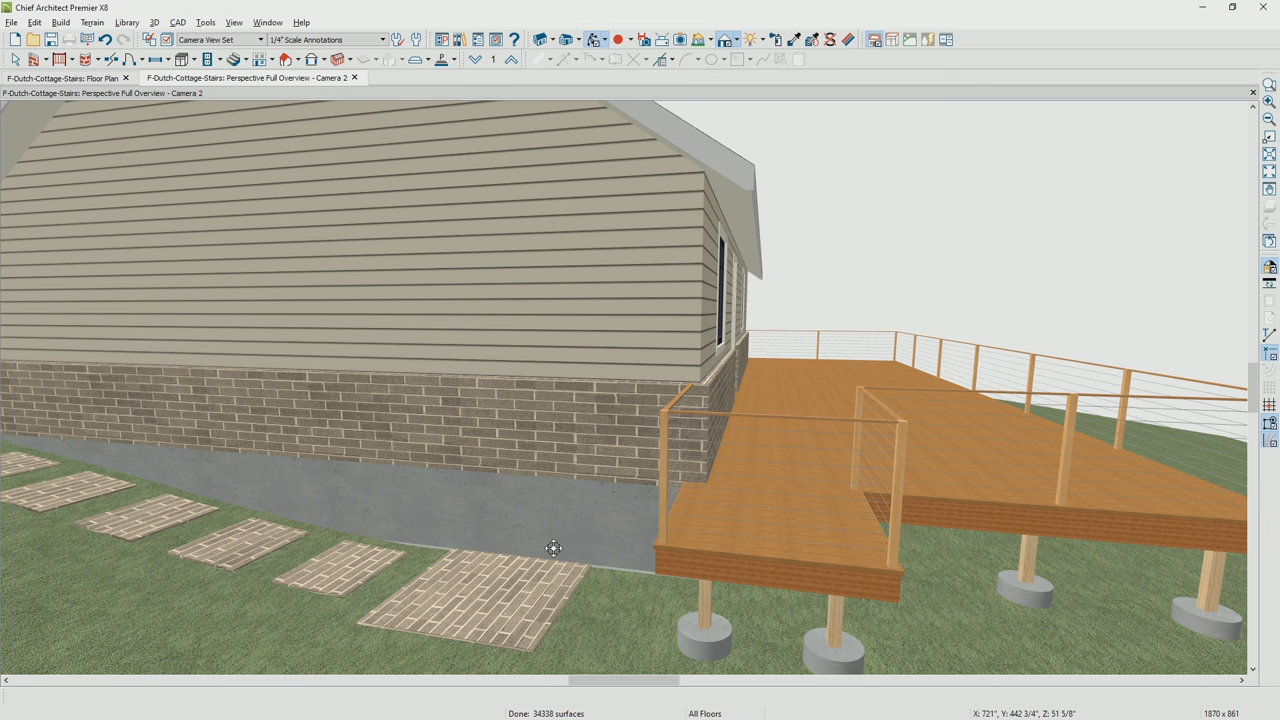 Chief Architect Premier X8
File Edit Build Terrain Library 3D CAD Tools View Window Help
Camera View Set 1/4" Scale Annotations
1
F-Dutch-Cottage-Stairs: Floor Plan F-Dutch-Cottage-Stairs: Perspective Full Overview - Camera 2
F-Dutch-Cottage-Stairs: Perspective Full Overview - Camera 2
Done: 34338 surfaces All Floors X: 721", Y: 442 3/4", Z: 51 5/8" 1870 x 861